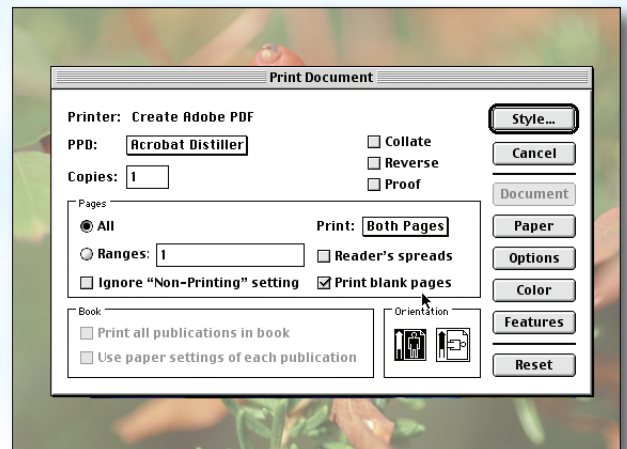 Print Document
Printer: Create Adobe PDF
Style...
PPD: Acrobat Distiller
Collate
Cancel
Reverse
Copies: 1
Proof
Document
Pages
All
Print: Both Pages
Paper
Ranges: 1
Reader's spreads
Options
Ignore “Non-Printing” setting
Print blank pages
Color
Book
Orientation
Print all publications in book
Features
Use paper settings of each publication
Reset